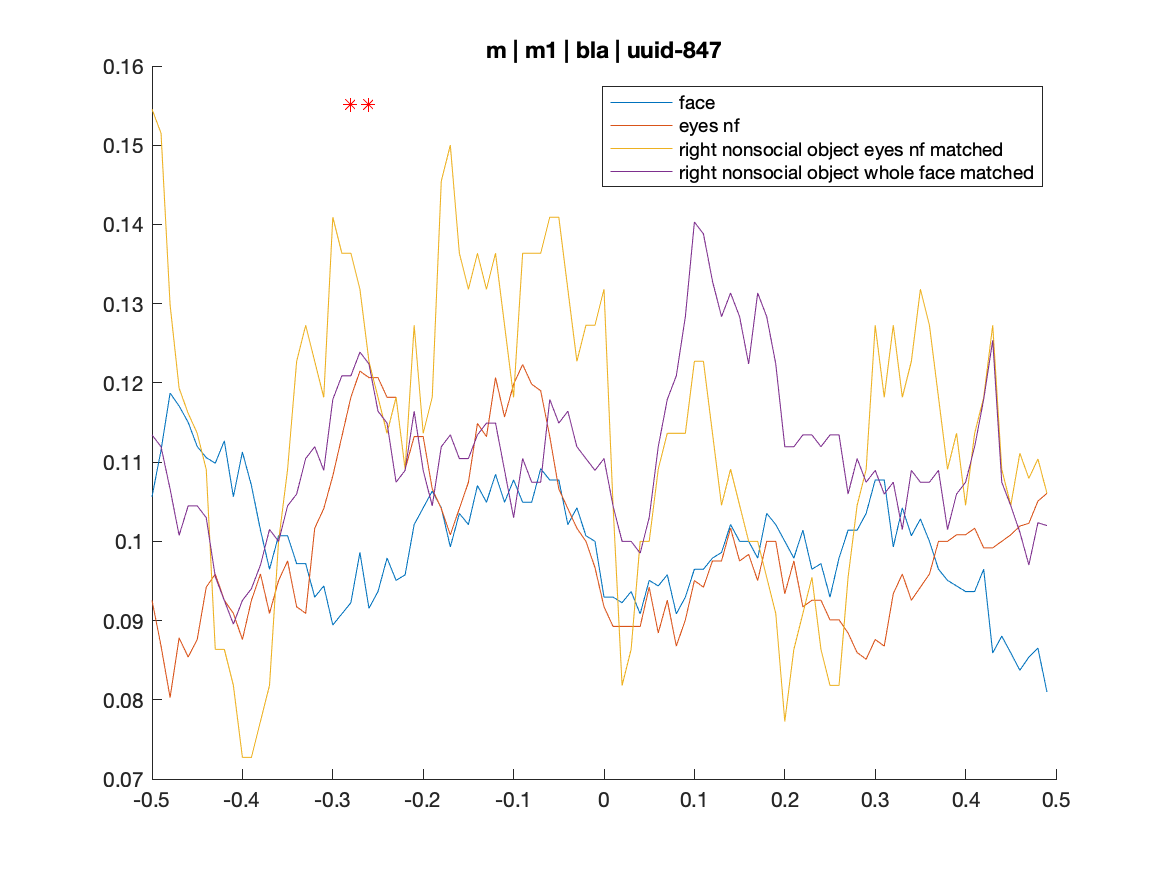 m | m1 | bla | uuid-847
0.16
0.15
0.14
0.13
0.12
0.11
0.1
0.09
0.08
0.07
face
eyes nf
right nonsocial object eyes nf matched
right nonsocial object whole face matched
-0.5 -0.4 -0.3 -0.2 -0.1 0 0.1 0.2 0.3 0.4 0.5